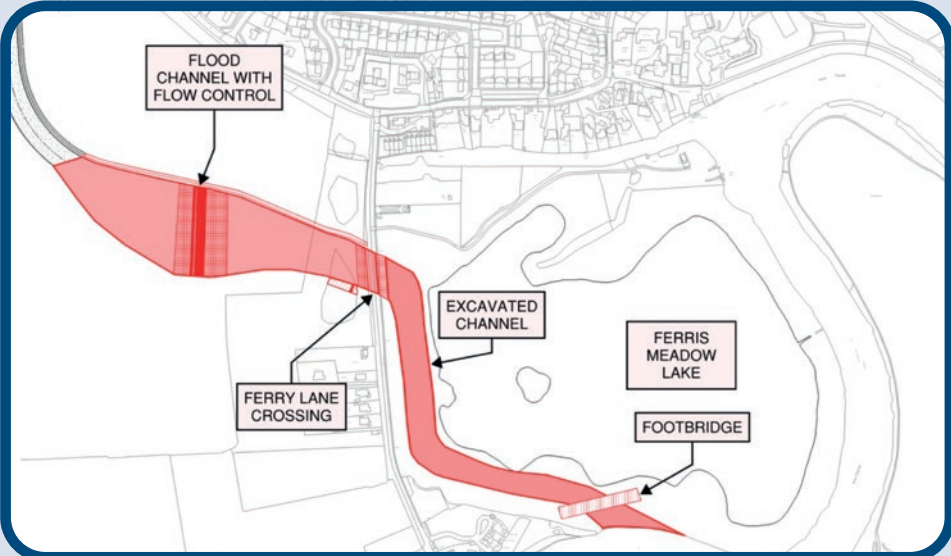 FLOOD
CHANNEL WITH
FLOW CONTROL
EXCAVATED
CHANNEL
FERRIS
MEADOW
LAKE
FERRY LANE
CROSSING
FOOTBRIDGE